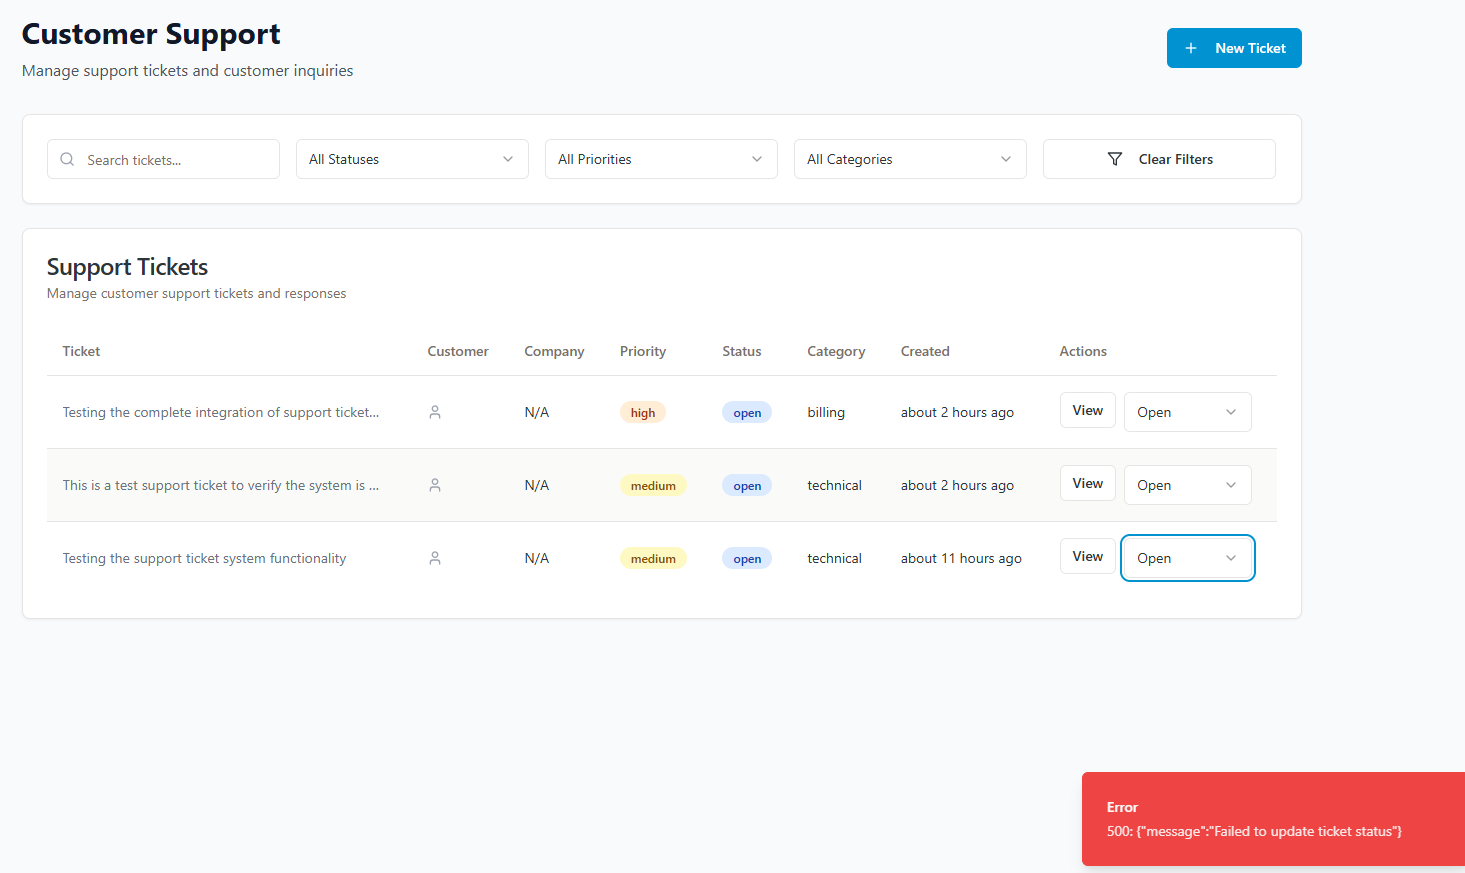 Customer Support
Manage support tickets and customer inquiries
New Ticket
Search tickets...
All Statuses
All Priorities
All Categories
Clear Filters
Support Tickets
Manage customer support tickets and responses
Ticket Customer Company Priority Status Category Created Actions
Testing the complete integration of support ticket... N/A high open billing about 2 hours ago View Open
This is a test support ticket to verify the system is ... N/A medium open technical about 2 hours ago View Open
Testing the support ticket system functionality N/A medium open technical about 11 hours ago View Open
Error
500: {"message":"Failed to update ticket status"}